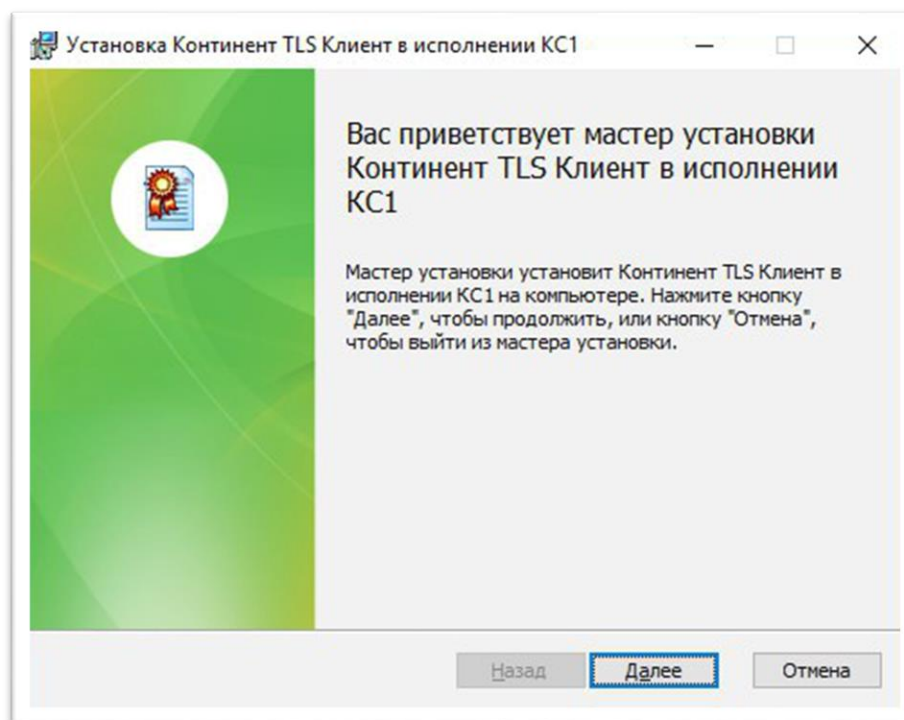 Установка Континент TLS Клиент в исполнении КС1
Вас приветствует мастер установки
Континент TLS Клиент в исполнении
КС1
Мастер установки установит Континент TLS Клиент в
исполнении КС1 на компьютере. Нажмите кнопку
"Далее", чтобы продолжить, или кнопку "Отмена",
чтобы выйти из мастера установки.
Назад Далее Отмена